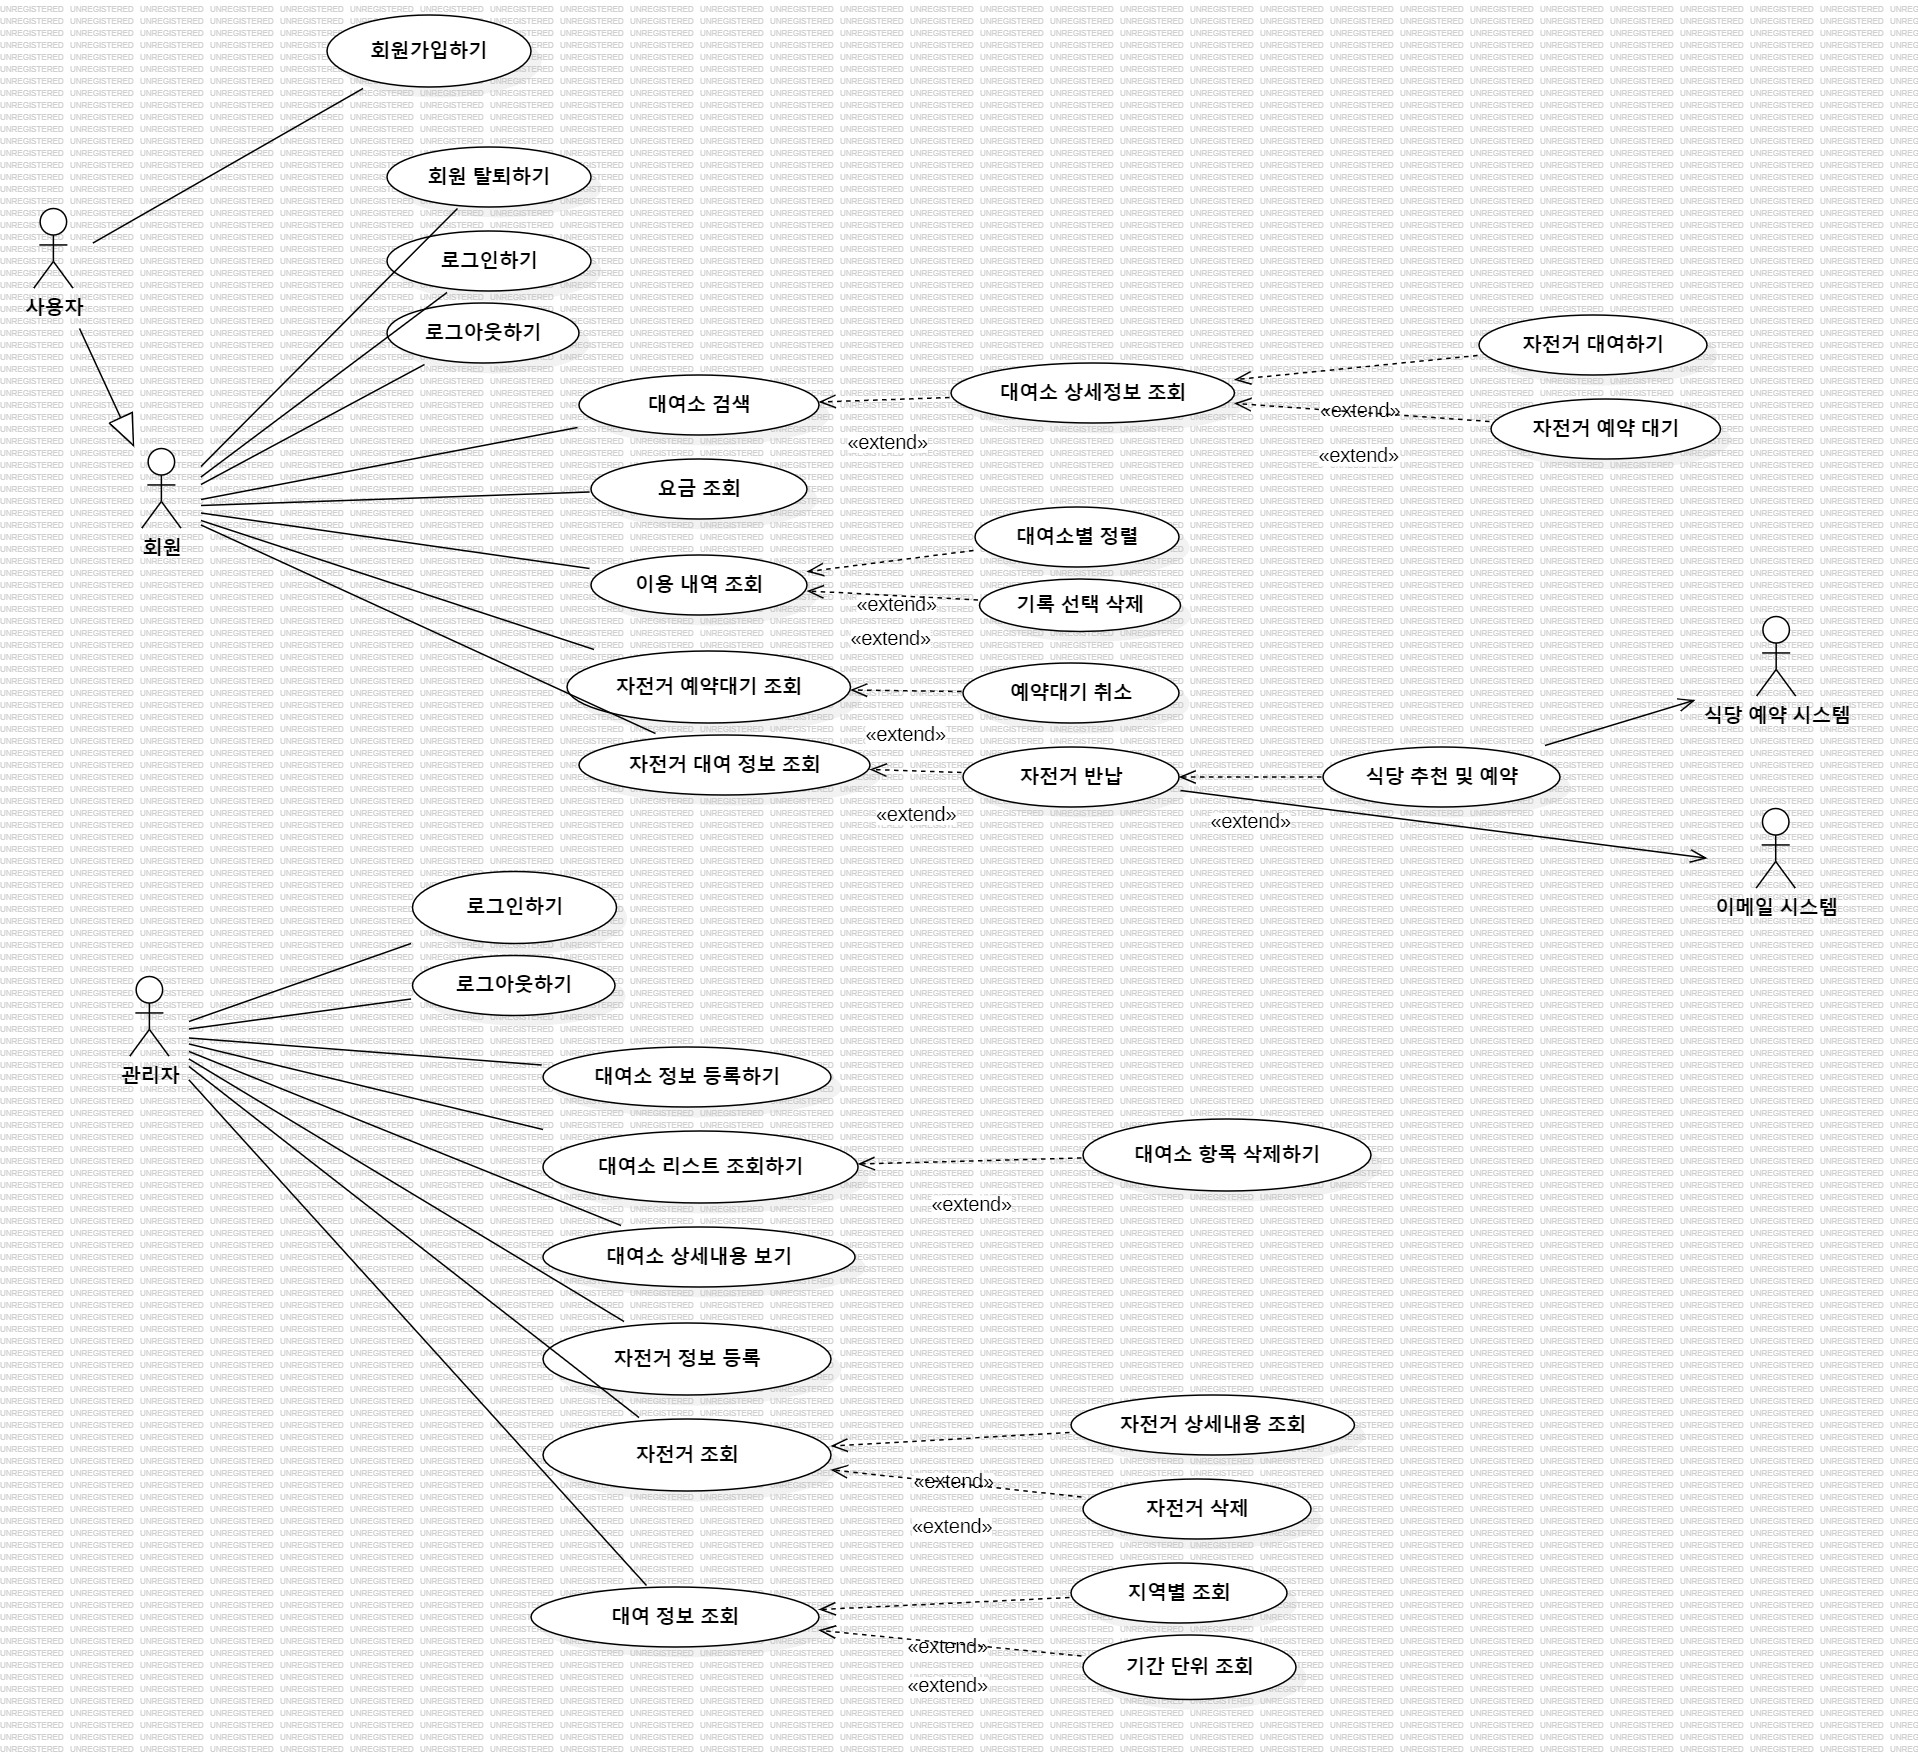 회원가입하기
회원 탈퇴하기
로그인하기
사용자
로그아웃하기
자전거 대여하기
대여소 검색
대여소 상세정보 조회
«extend»
자전거 예약 대기
«extend»
«extend»
요금 조회
회원
대여소별 정렬
이용 내역 조회
«extend»
기록 선택 삭제
«extend»
자전거 예약대기 조회
예약대기 취소
식당 예약 시스템
«extend»
자전거 대여 정보 조회
자전거 반납
식당 추천 및 예약
«extend»
«extend»
이메일 시스템
로그인하기
로그아웃하기
관리자
대여소 정보 등록하기
대여소 리스트 조회하기
대여소 항목 삭제하기
«extend»
대여소 상세내용 보기
자전거 정보 등록
자전거 상세내용 조회
자전거 조회
«extend»
자전거 삭제
«extend»
지역별 조회
대여 정보 조회
«extend»
기간 단위 조회
«extend»
UNREGISTERED